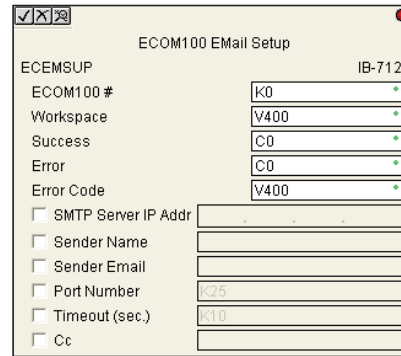 ECOM100 EMail Setup
ECEMSUP IB-712
ECOM100 # K0
Workspace V400
Success C0
Error C0
Error Code V400
SMTP Server IP Addr . . .
Sender Name
Sender Email
Port Number K25
Timeout (sec.) K10
Cc